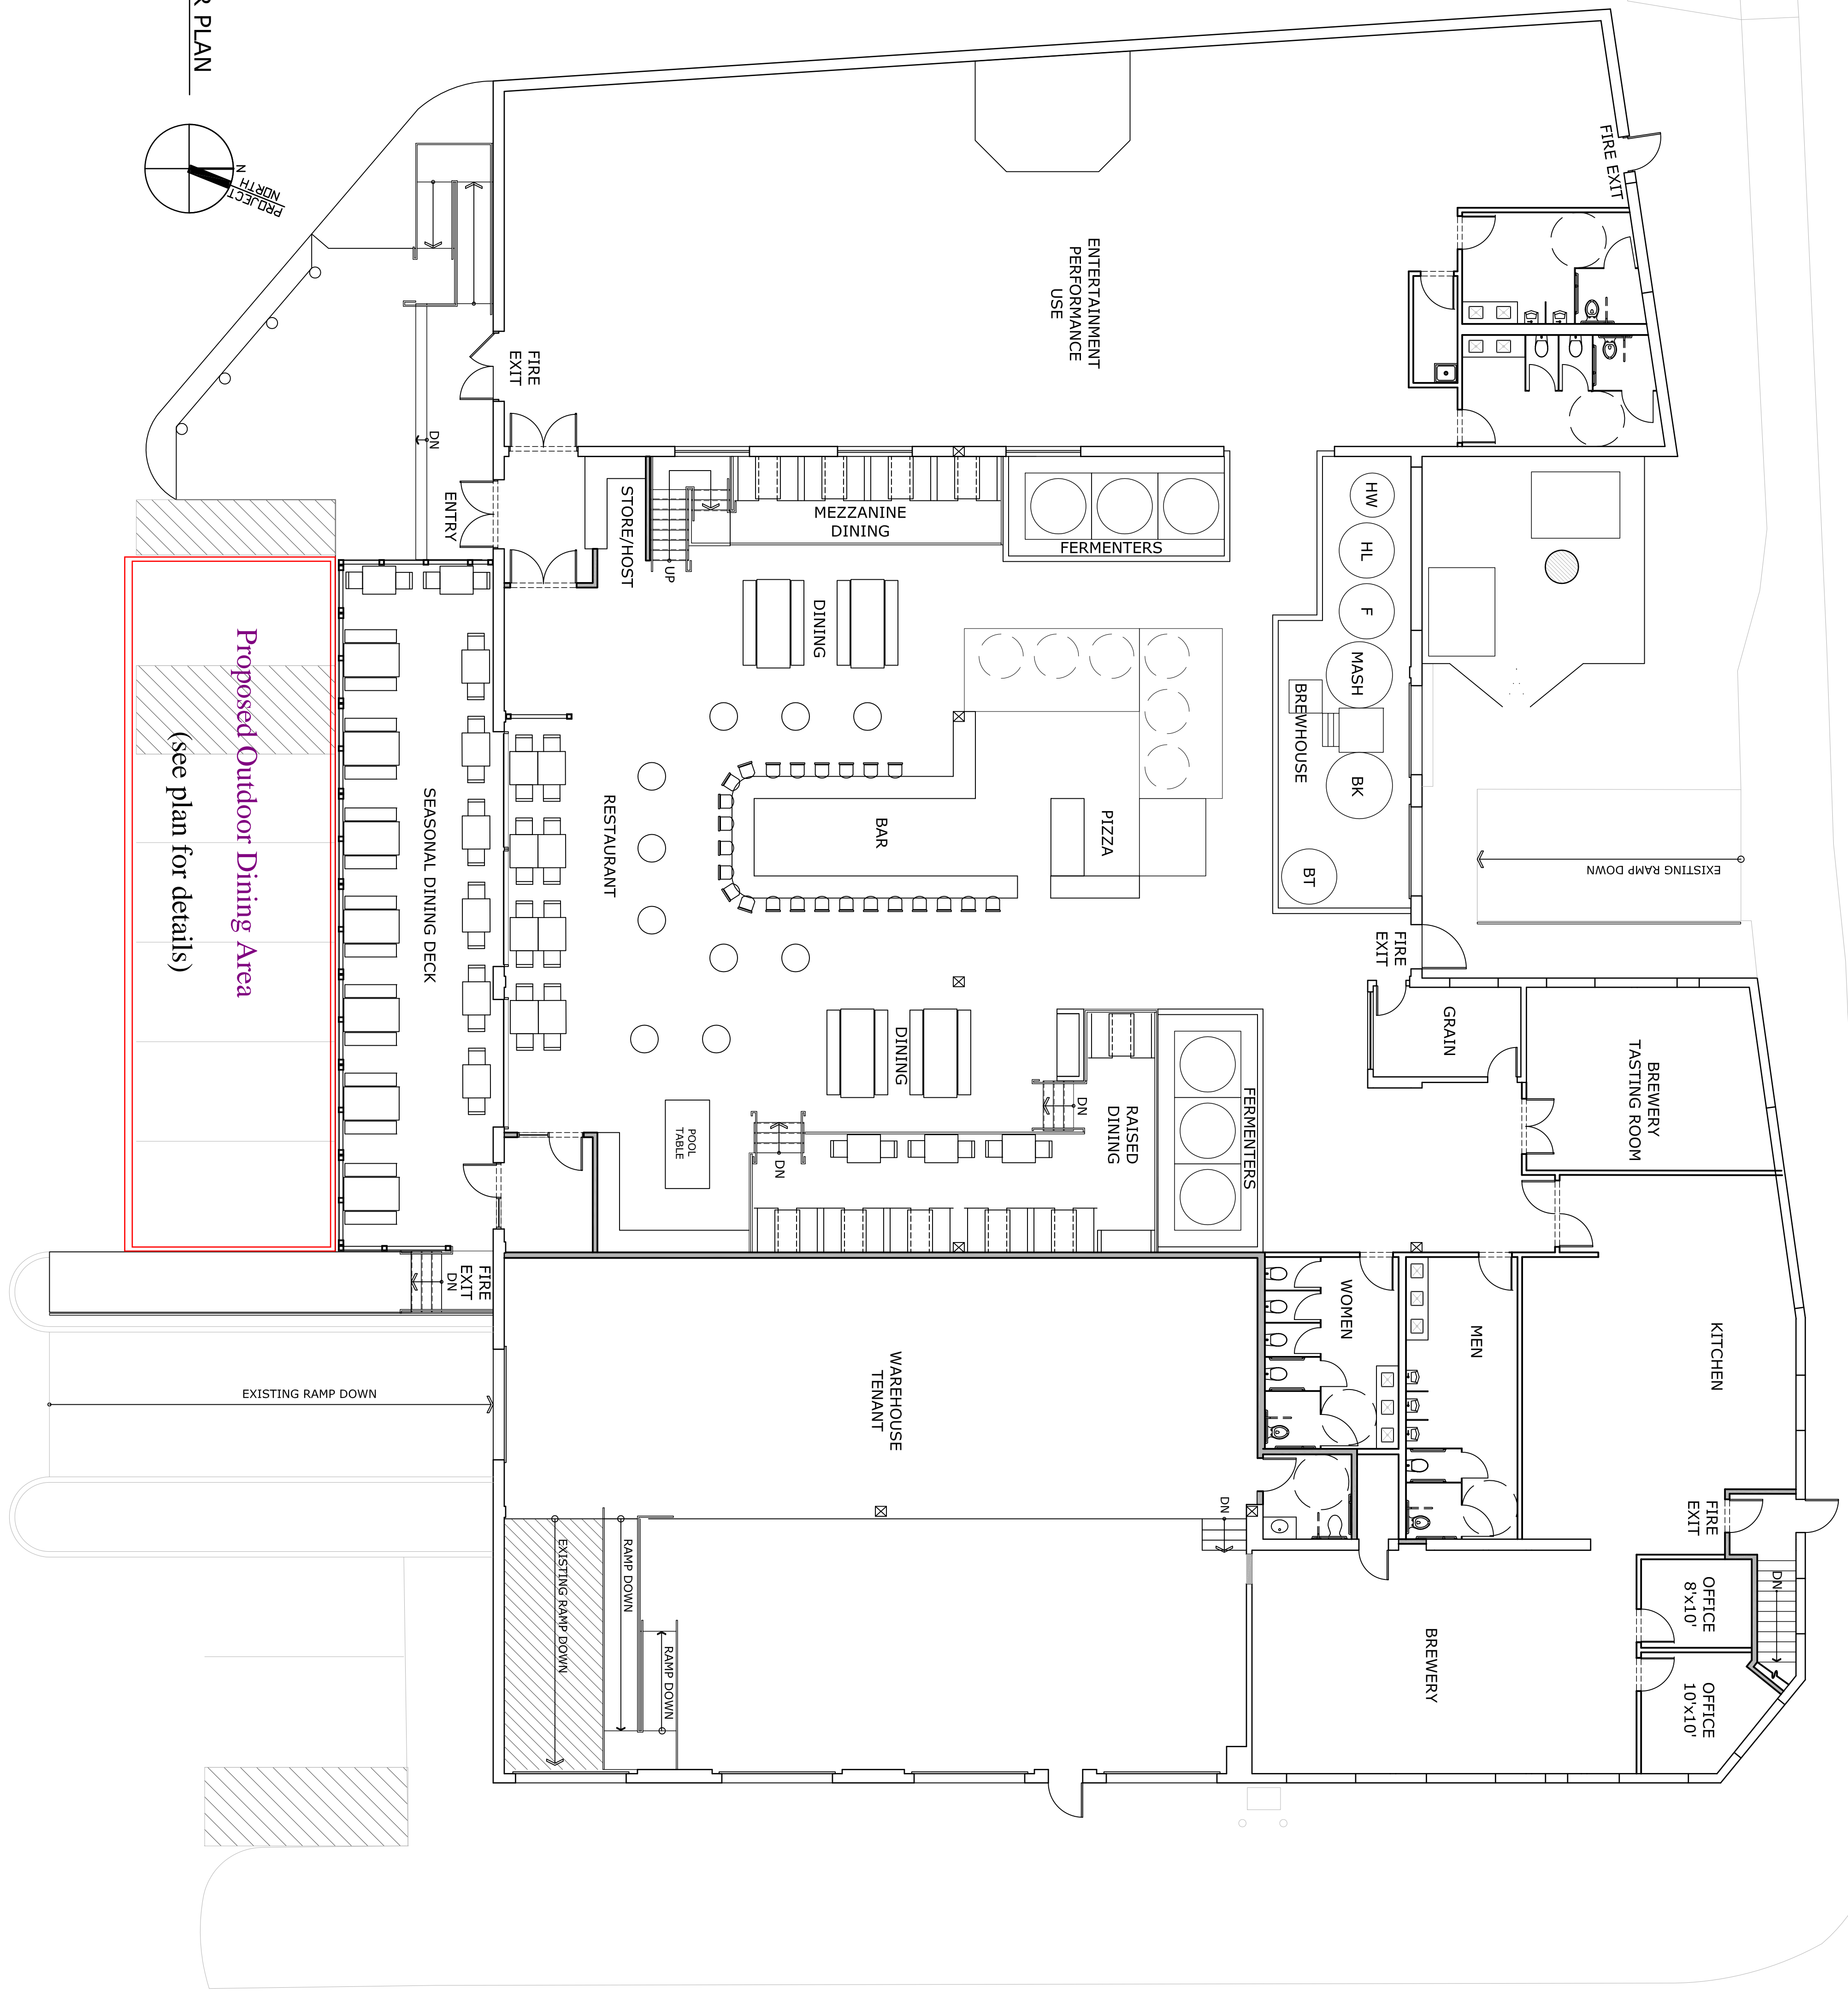 R PLAN
N
PROJECT
NORTH
FIRE EXIT
ENTERTAINMENT
PERFORMANCE
USE
FIRE
EXIT
DN
ENTRY
STORE/HOST
UP
MEZZANINE
DINING
FERMENTERS
HW
HL
F
MASH
BK
BT
BREWHOUSE
EXISTING RAMP DOWN
DINING
BAR
PIZZA
RESTAURANT
SEASONAL DINING DECK
Proposed Outdoor Dining Area
(see plan for details)
FIRE
EXIT
GRAIN
BREWERY
TASTING ROOM
DINING
RAISED
DINING
DN
DN
FERMENTERS
POOL
TABLE
FIRE
EXIT
DN
EXISTING RAMP DOWN
WAREHOUSE
TENANT
WOMEN
MEN
KITCHEN
FIRE
EXIT
DN
DN
OFFICE
8'x10'
OFFICE
10'x10'
BREWERY
EXISTING RAMP DOWN
RAMP DOWN
RAMP DOWN